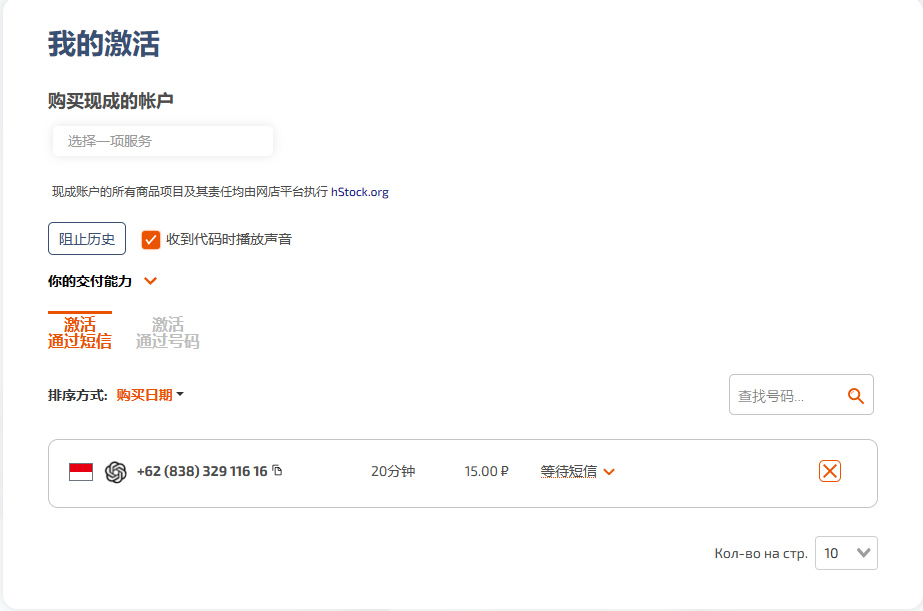 我的激活
购买现成的帐户
选择一项服务
现成账户的所有商品项目及其责任均由网店平台执行 hStock.org
阻止历史 收到代码时播放声音
你的交付能力
激活 激活
通过短信 通过号码
排序方式: 购买日期 查找号码...
+62 (838) 329 116 16 20分钟 15.00 ₽ 等待短信
Кол-во на стр. 10